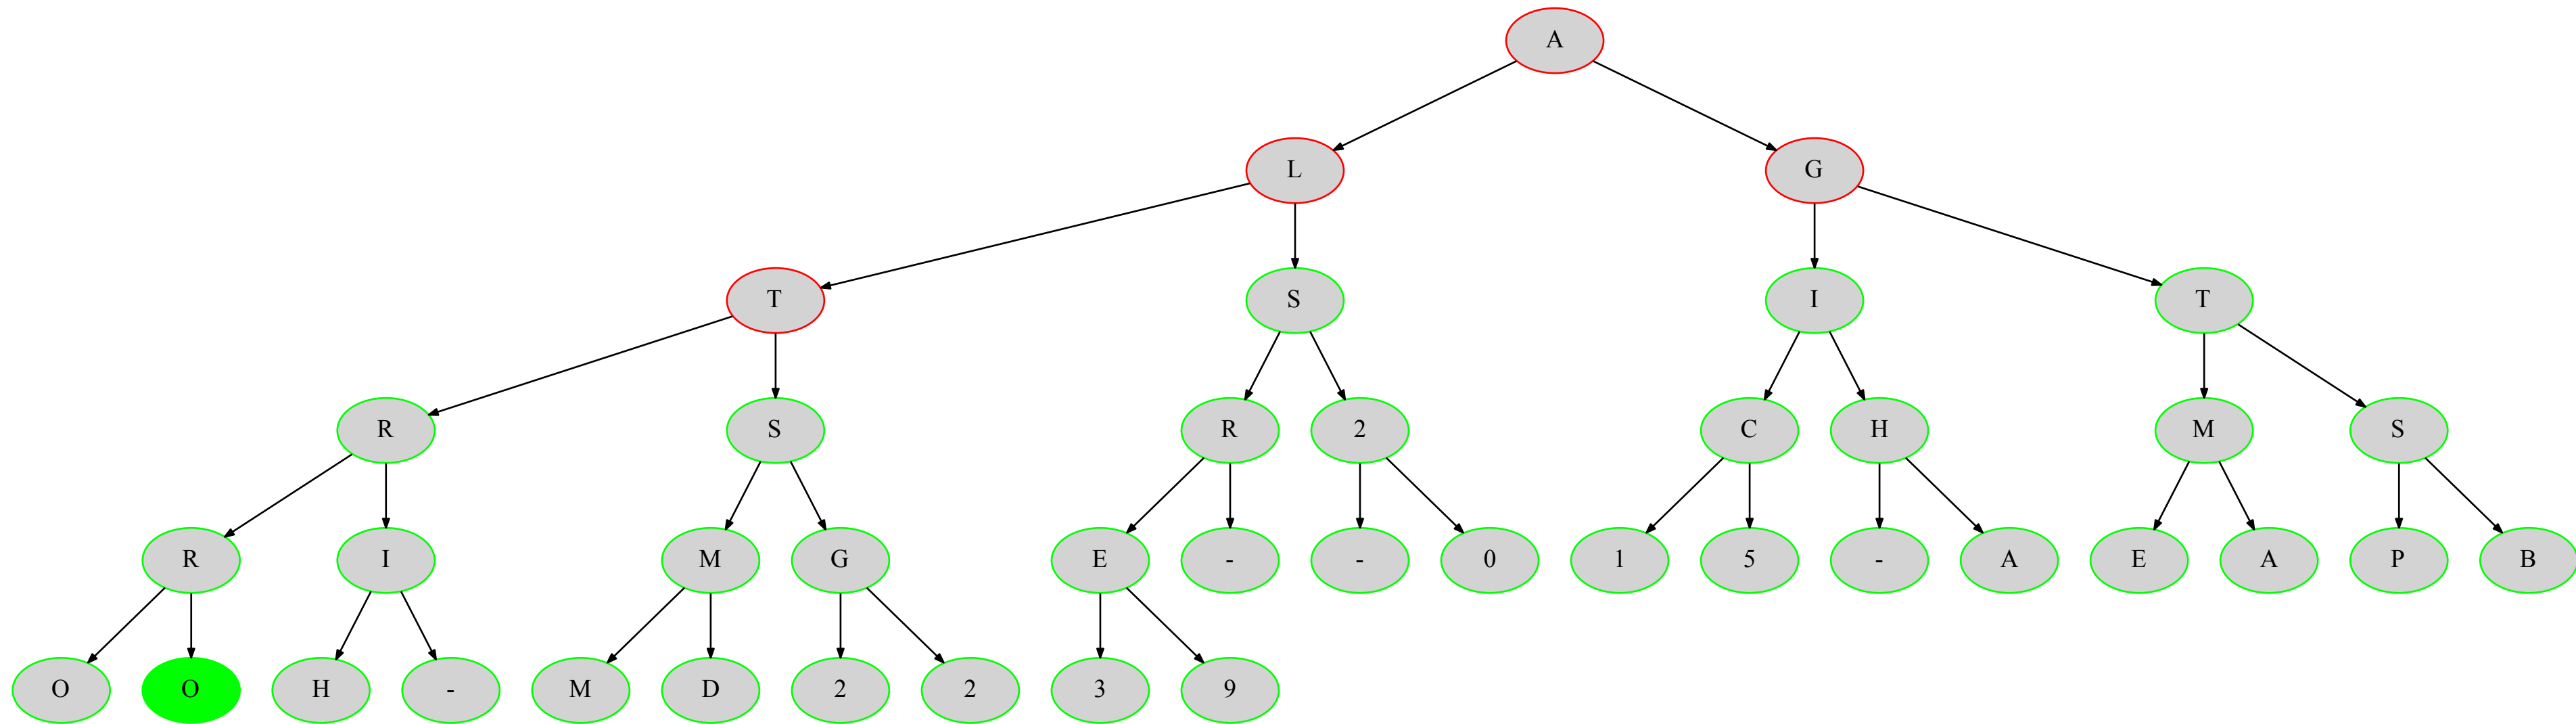 A
L G
T S I T
R S R 2 C H M S
R I M G E - - 0 1 5 - A E A P B
O O H - M D 2 2 3 9